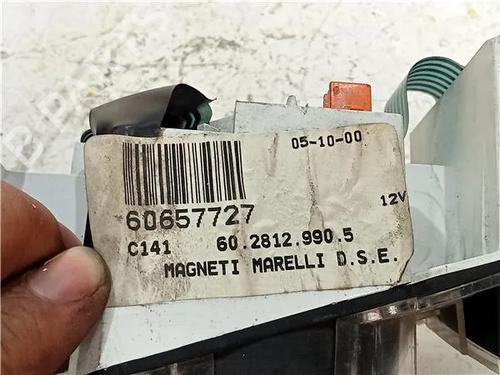 05-10-00
60657727
12V
C141 60.2812.990.5
MAGNETI MARELLI D.S.E.